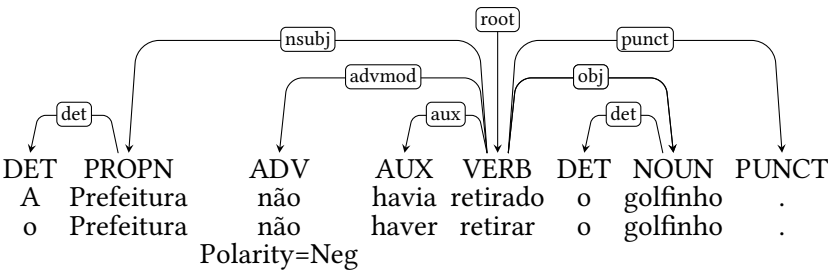 root
nsubj punct
advmod obj
det aux det
DET PROPN ADV AUX VERB DET NOUN PUNCT
A Prefeitura não havia retirado o golfinho .
o Prefeitura não haver retirar o golfinho .
Polarity=Neg